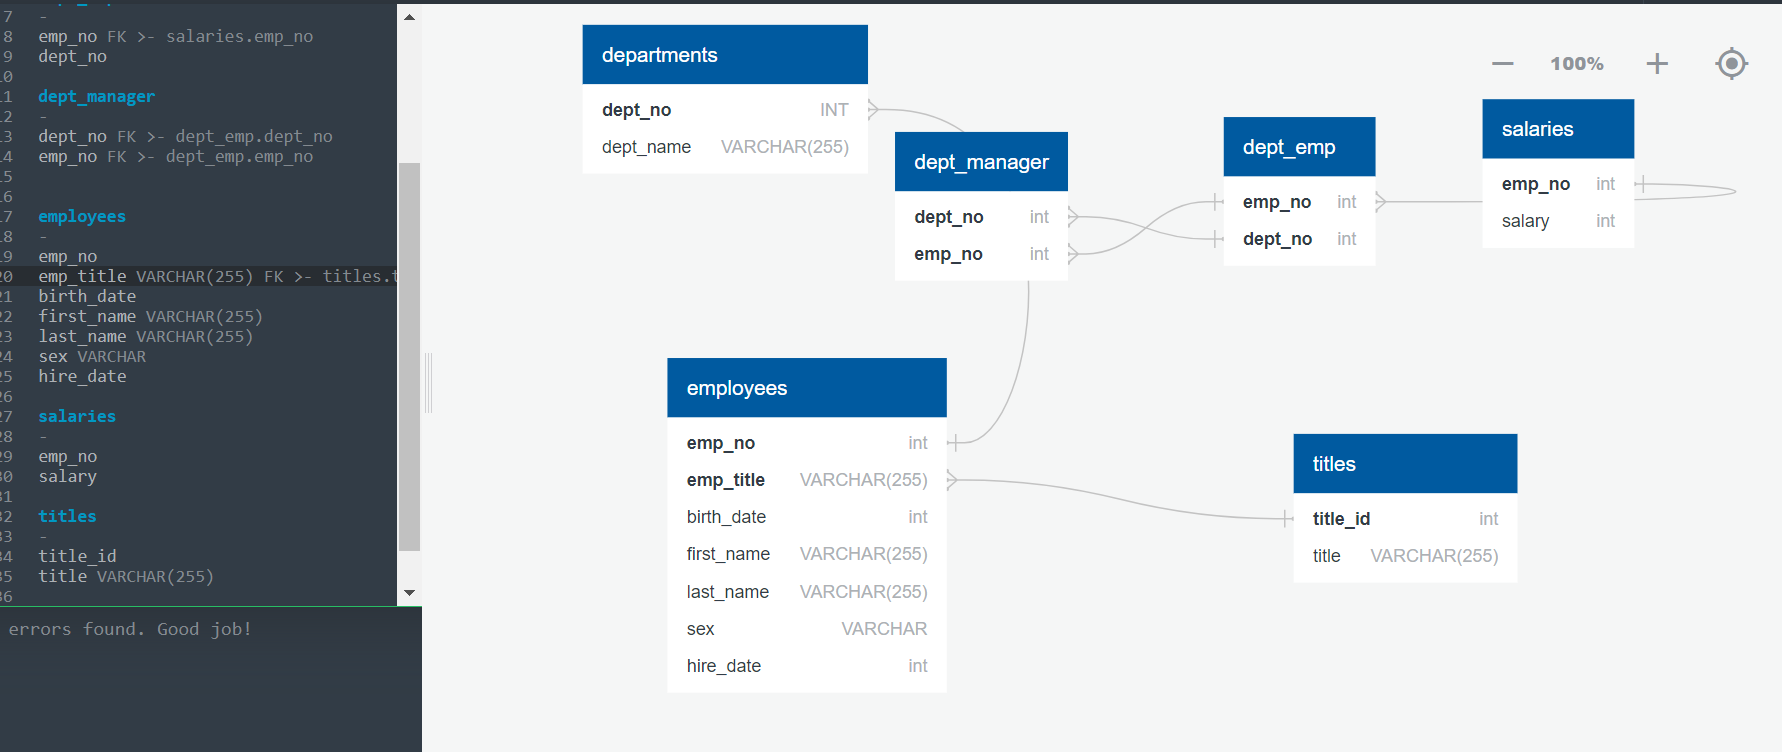 7 -
8 emp_no FK >- salaries.emp_no
9 dept_no
10
11 dept_manager
12 -
13 dept_no FK >- dept_emp.dept_no
14 emp_no FK >- dept_emp.emp_no
15
16
17 employees
18 -
19 emp_no
20 emp_title VARCHAR(255) FK >- titles.t
21 birth_date
22 first_name VARCHAR(255)
23 last_name VARCHAR(255)
24 sex VARCHAR
25 hire_date
26
27 salaries
28 -
29 emp_no
30 salary
31
32 titles
33 -
34 title_id
35 title VARCHAR(255)
36
errors found. Good job!
departments
dept_no INT
dept_name VARCHAR(255)
dept_manager
dept_no int
emp_no int
dept_emp
emp_no int
dept_no int
100%
salaries
emp_no int
salary int
employees
emp_no int
emp_title VARCHAR(255)
birth_date int
first_name VARCHAR(255)
last_name VARCHAR(255)
sex VARCHAR
hire_date int
titles
title_id int
title VARCHAR(255)